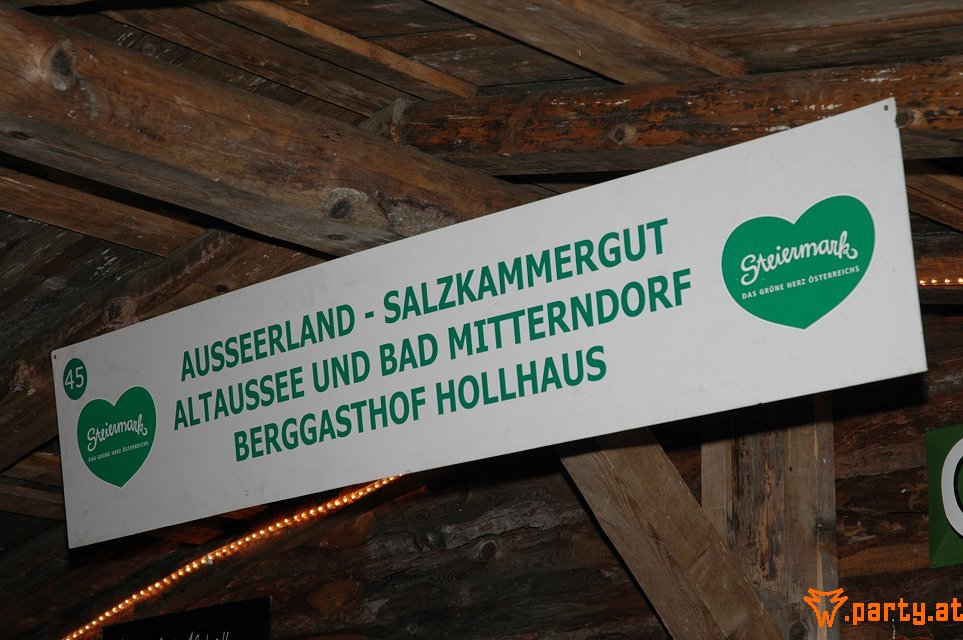 45
Steiermark
DAS GRÜNE HERZ ÖSTERREICHS
AUSSEERLAND - SALZKAMMERGUT
ALTAUSSEE UND BAD MITTERNDORF
BERGGASTHOF HOLLHAUS
Steiermark
DAS GRÜNE HERZ ÖSTERREICHS
.party.at